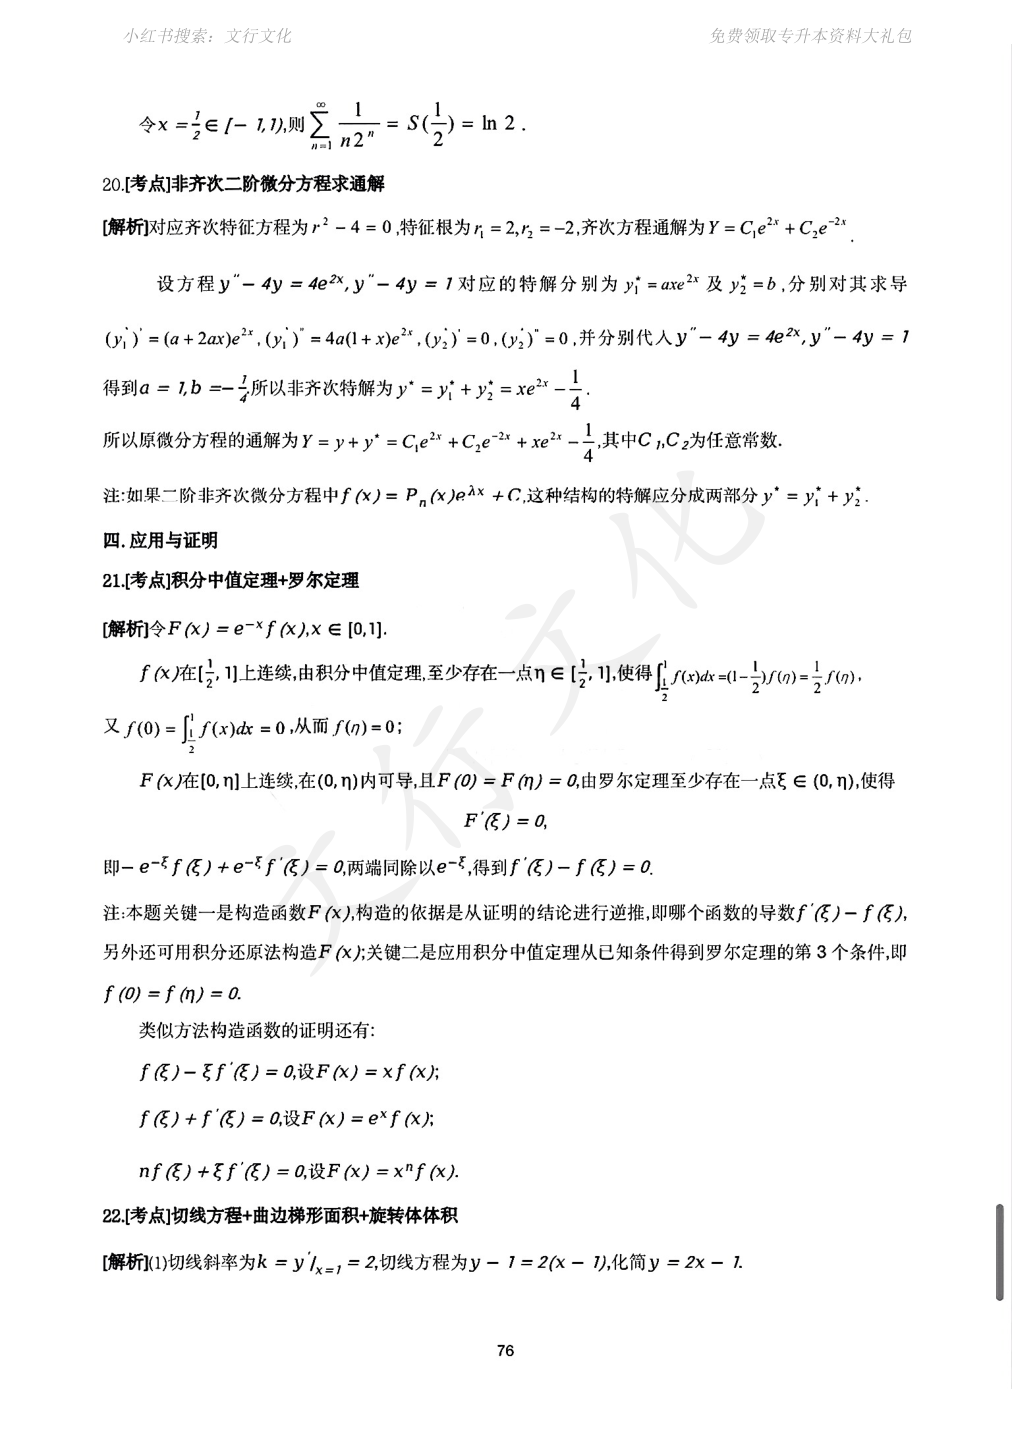 小红书搜索：文行文化 免费领取专升本资料大礼包
令x = 1/2 ∈ [− 1,1),则 ∑_{n=1}^{∞} 1/(n2^n) = S(1/2) = ln 2 .
20.[考点]非齐次二阶微分方程求通解
[解析]对应齐次特征方程为 r² − 4 = 0 ,特征根为 r₁ = 2, r₂ = −2,齐次方程通解为 Y = C₁e^{2x} + C₂e^{−2x} .
设方程 y″ − 4y = 4e^{2x}, y″ − 4y = 1 对应的特解分别为 y₁* = axe^{2x} 及 y₂* = b ,分别对其求导
(y₁*)′ = (a + 2ax)e^{2x} , (y₁*)″ = 4a(1 + x)e^{2x} , (y₂*)′ = 0 , (y₂*)″ = 0 ,并分别代入 y″ − 4y = 4e^{2x}, y″ − 4y = 1
得到a = 1,b =− 1/4.所以非齐次特解为 y* = y₁* + y₂* = xe^{2x} − 1/4 .
所以原微分方程的通解为 Y = y + y* = C₁e^{2x} + C₂e^{−2x} + xe^{2x} − 1/4 ,其中C₁,C₂为任意常数.
注:如果二阶非齐次微分方程中f(x) = Pₙ(x)e^{λx} + C,这种结构的特解应分成两部分 y* = y₁* + y₂* .
四. 应用与证明
21.[考点]积分中值定理+罗尔定理
[解析]令F(x) = e^{−x}f(x),x ∈ [0,1].
f(x)在[1/2, 1]上连续,由积分中值定理,至少存在一点η ∈ [1/2, 1],使得 ∫_{1/2}^{1} f(x)dx =(1−1/2)f(η) = 1/2 f(η),
又 f(0) = ∫_{1/2}^{1} f(x)dx = 0 ,从而 f(η) = 0;
F(x)在[0, η]上连续,在(0, η)内可导,且F(0) = F(η) = 0,由罗尔定理至少存在一点ξ ∈ (0, η),使得
F′(ξ) = 0,
即− e^{−ξ}f(ξ) + e^{−ξ}f′(ξ) = 0,两端同除以e^{−ξ},得到f′(ξ) − f(ξ) = 0.
注:本题关键一是构造函数F(x),构造的依据是从证明的结论进行逆推,即哪个函数的导数f′(ξ) − f(ξ),
另外还可用积分还原法构造F(x);关键二是应用积分中值定理从已知条件得到罗尔定理的第 3 个条件,即
f(0) = f(η) = 0.
类似方法构造函数的证明还有:
f(ξ) − ξf′(ξ) = 0,设F(x) = xf(x);
f(ξ) + f′(ξ) = 0,设F(x) = e^x f(x);
nf(ξ) + ξf′(ξ) = 0,设F(x) = x^n f(x).
22.[考点]切线方程+曲边梯形面积+旋转体体积
[解析](1)切线斜率为k = y′|_{x=1} = 2,切线方程为y − 1 = 2(x − 1),化简y = 2x − 1.
文行文化
76